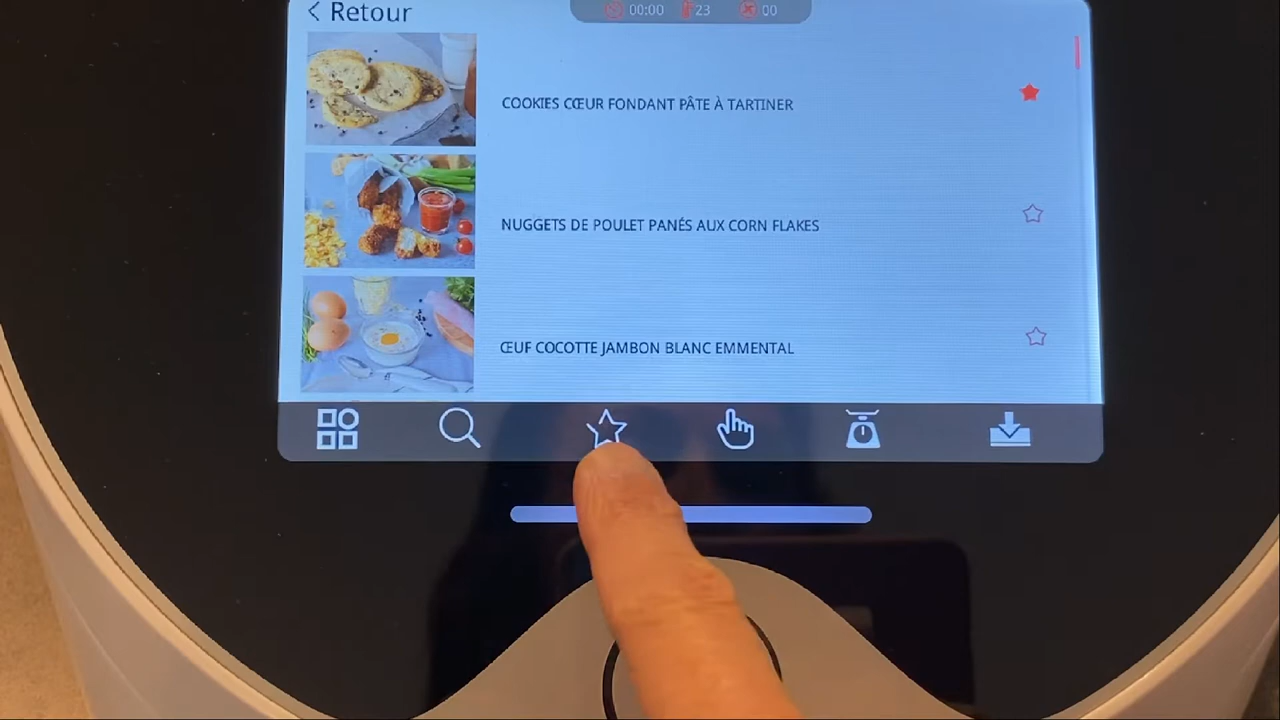 < Retour
00:00 23 00
COOKIES CŒUR FONDANT PÂTE À TARTINER
NUGGETS DE POULET PANÉS AUX CORN FLAKES
ŒUF COCOTTE JAMBON BLANC EMMENTAL